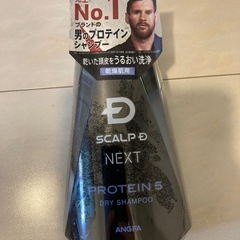 No.1
ブランドの
男のプロテイン
シャンプー
乾いた頭皮をうるおい洗浄
乾燥肌用
Ð
SCALP Ð
NEXT
PROTEIN 5
DRY SHAMPOO
ANGFA